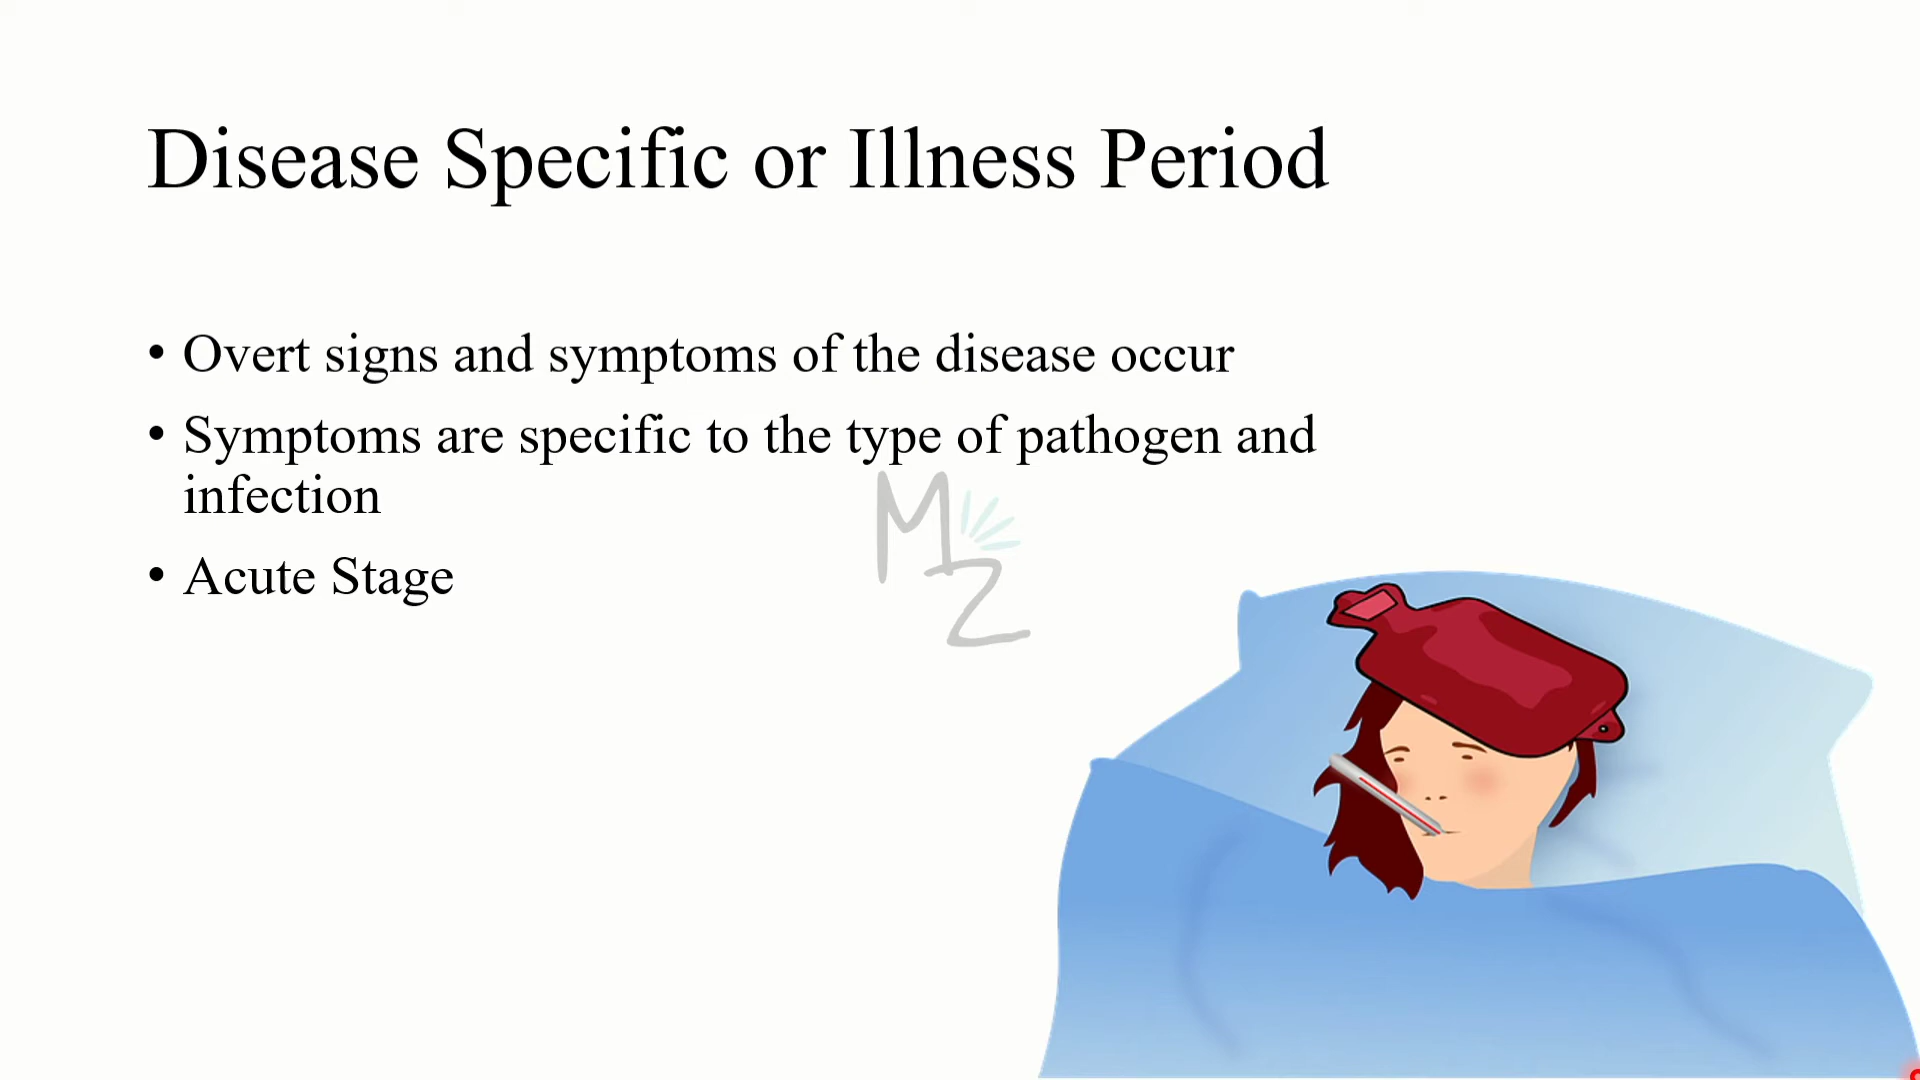 Disease Specific or Illness Period
• Overt signs and symptoms of the disease occur
• Symptoms are specific to the type of pathogen and
infection
• Acute Stage
M
Z